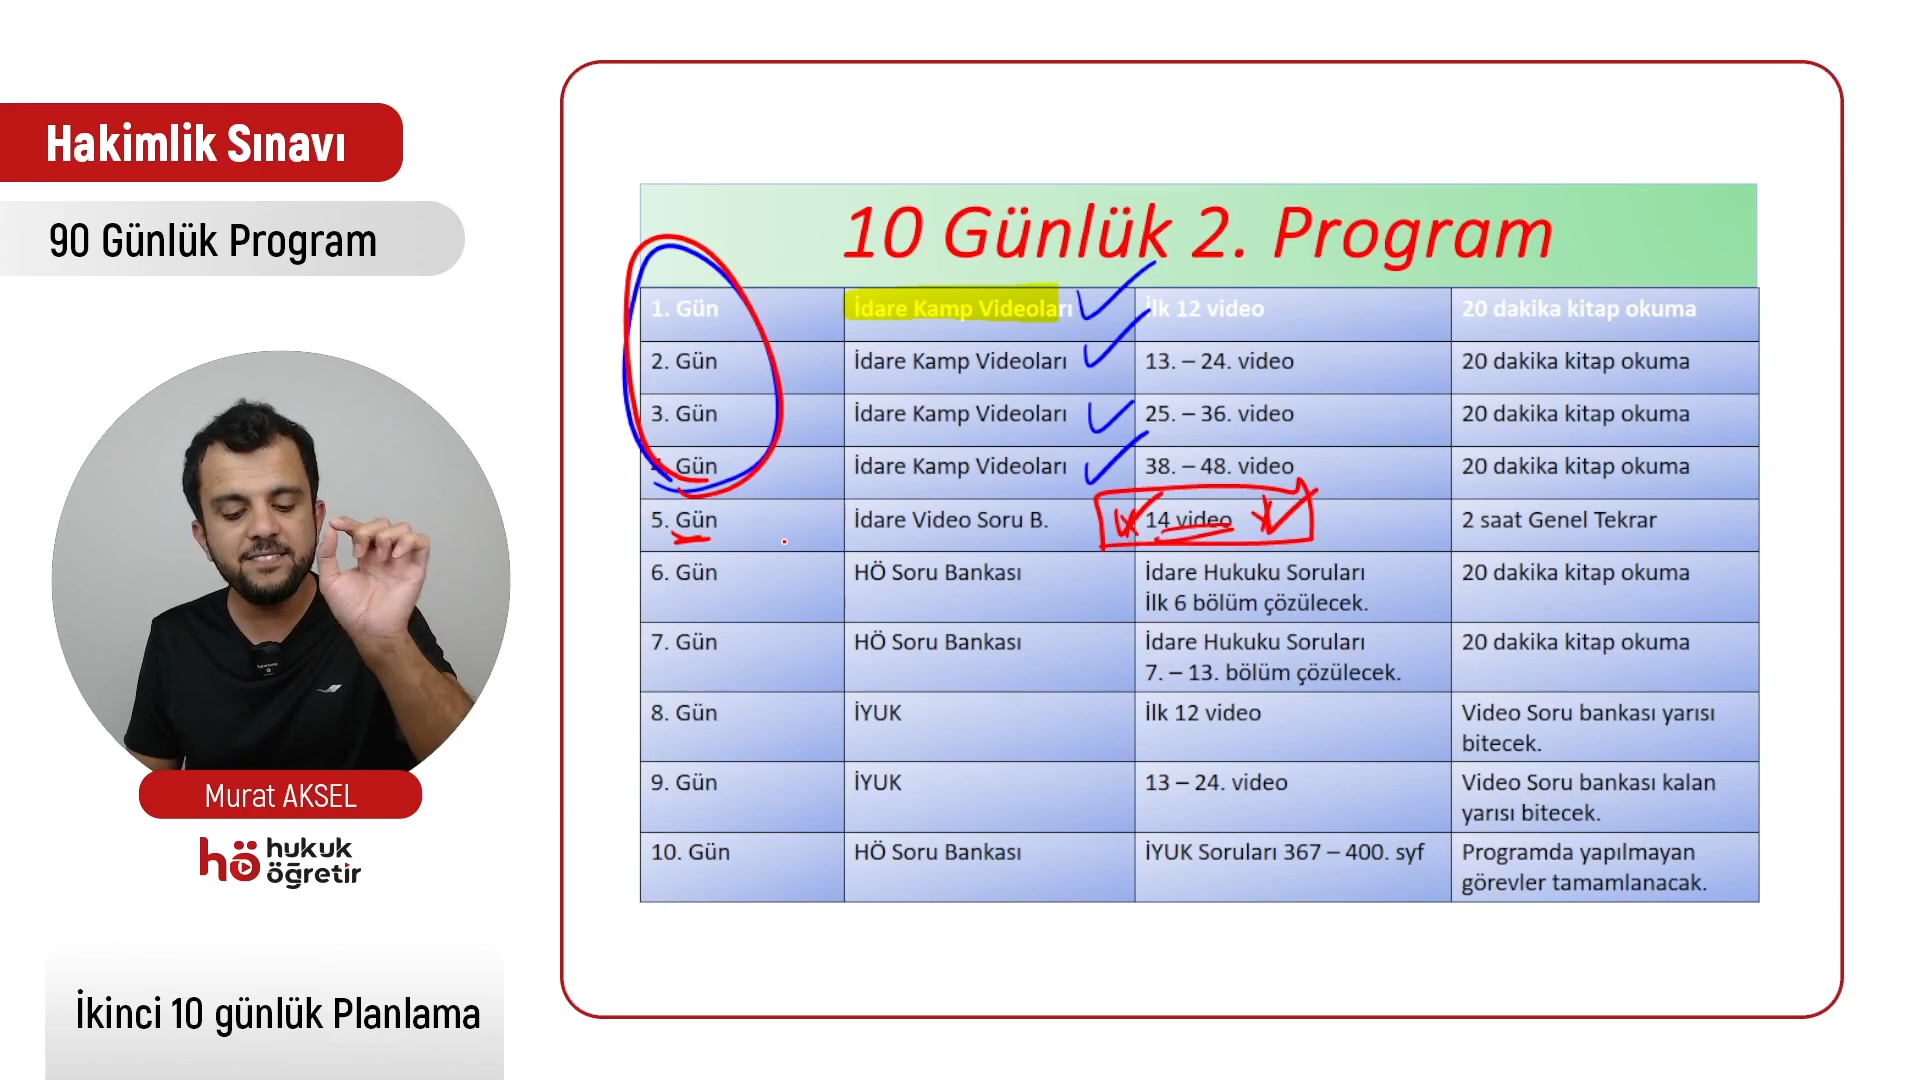 Hakimlik Sınavı
90 Günlük Program
Murat AKSEL
hö hukuk
öğretir
İkinci 10 günlük Planlama
10 Günlük 2. Program
1. Gün İdare Kamp Videoları İlk 12 video 20 dakika kitap okuma
2. Gün İdare Kamp Videoları 13. – 24. video 20 dakika kitap okuma
3. Gün İdare Kamp Videoları 25. – 36. video 20 dakika kitap okuma
4. Gün İdare Kamp Videoları 38. – 48. video 20 dakika kitap okuma
5. Gün İdare Video Soru B. 14 video 2 saat Genel Tekrar
6. Gün HÖ Soru Bankası İdare Hukuku Soruları 20 dakika kitap okuma
İlk 6 bölüm çözülecek.
7. Gün HÖ Soru Bankası İdare Hukuku Soruları 20 dakika kitap okuma
7. – 13. bölüm çözülecek.
8. Gün İYUK İlk 12 video Video Soru bankası yarısı
bitecek.
9. Gün İYUK 13 – 24. video Video Soru bankası kalan
yarısı bitecek.
10. Gün HÖ Soru Bankası İYUK Soruları 367 – 400. syf Programda yapılmayan
görevler tamamlanacak.